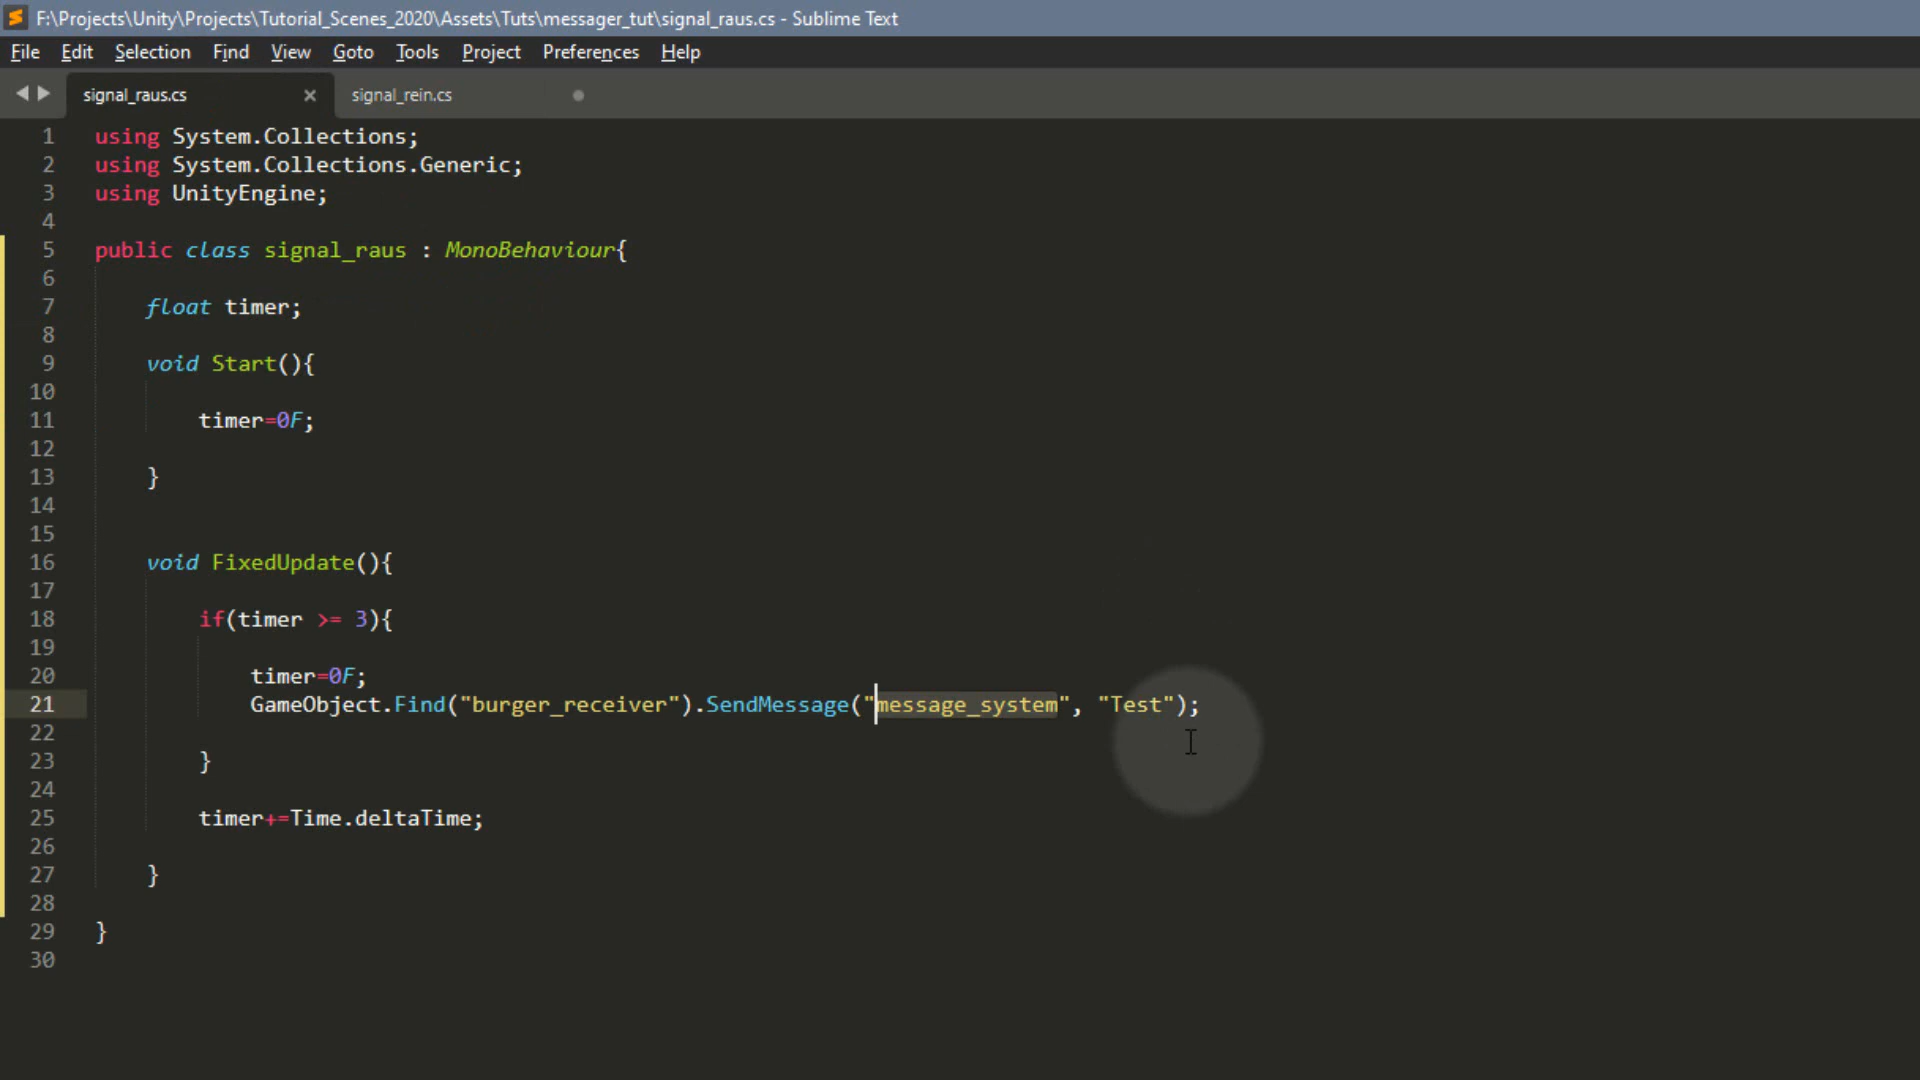 F:\Projects\Unity\Projects\Tutorial_Scenes_2020\Assets\Tuts\messager_tut\signal_raus.cs - Sublime Text
File Edit Selection Find View Goto Tools Project Preferences Help
signal_raus.cs × signal_rein.cs
1 using System.Collections;
2 using System.Collections.Generic;
3 using UnityEngine;
4
5 public class signal_raus : MonoBehaviour{
6
7 float timer;
8
9 void Start(){
10
11 timer=0F;
12
13 }
14
15
16 void FixedUpdate(){
17
18 if(timer >= 3){
19
20 timer=0F;
21 GameObject.Find("burger_receiver").SendMessage("message_system", "Test");
22
23 }
24
25 timer+=Time.deltaTime;
26
27 }
28
29 }
30